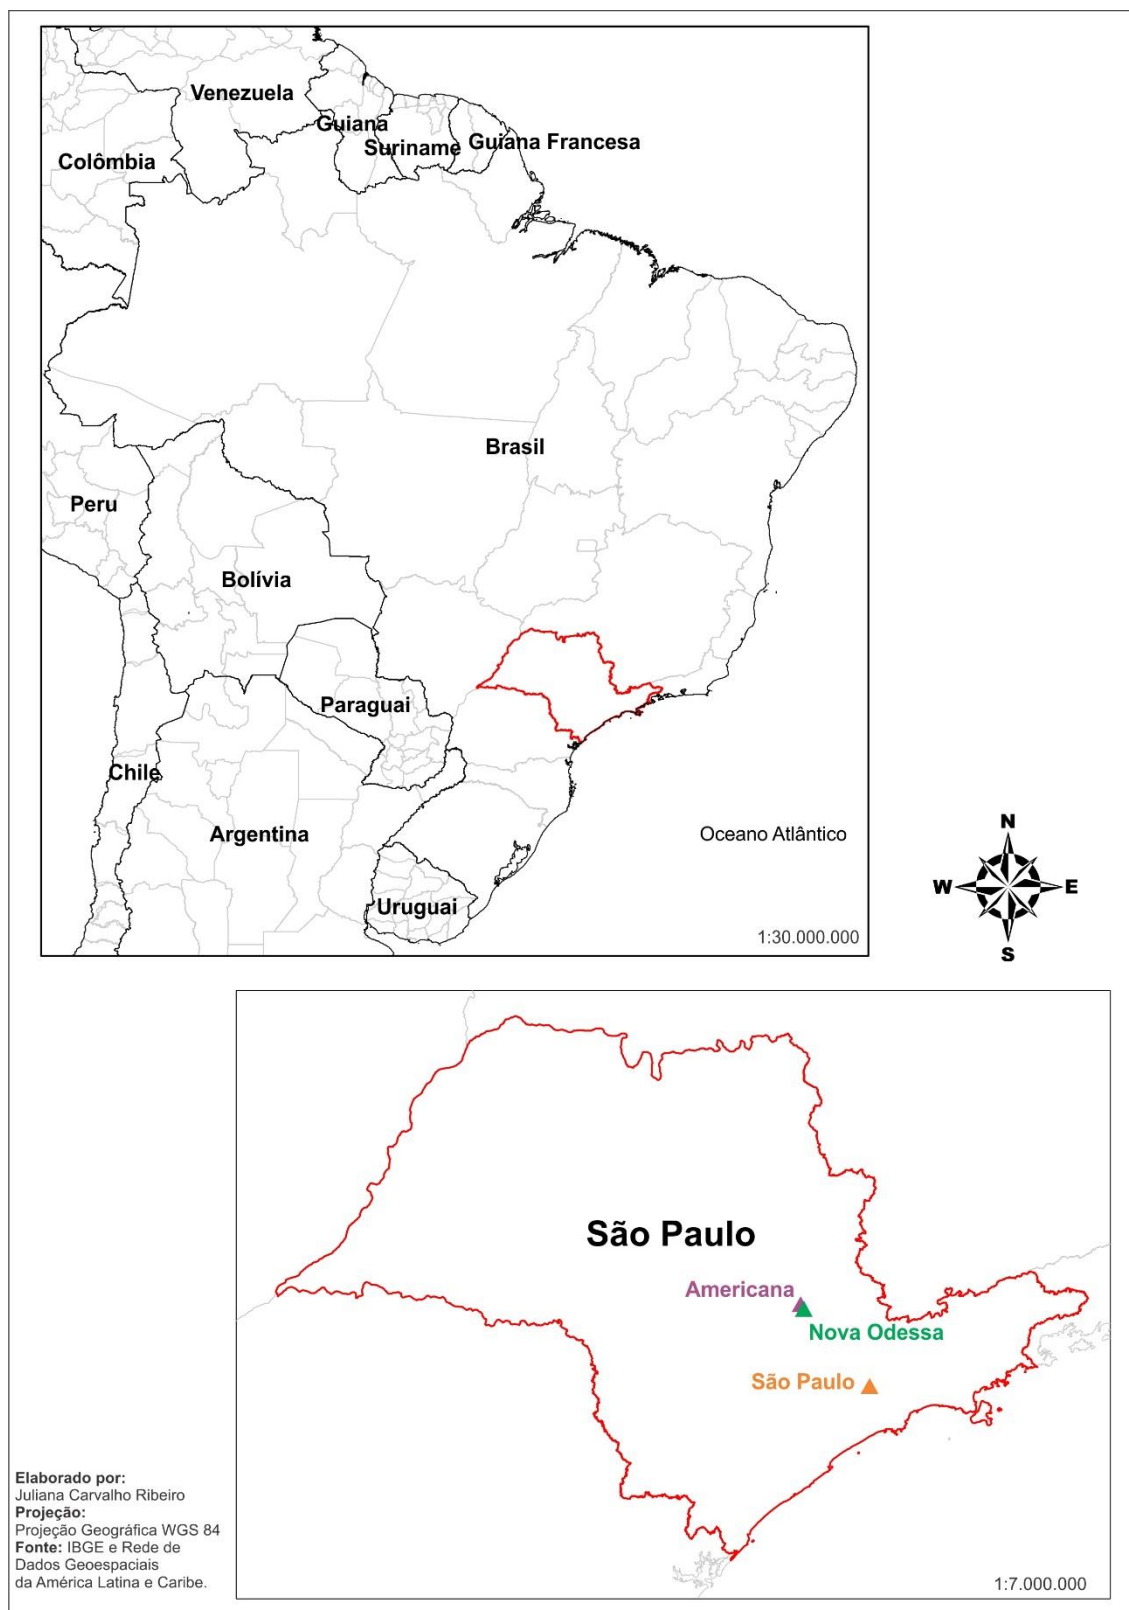 Venezuela
Guiana
Suriname
Guiana Francesa
Colômbia
Brasil
Peru
Bolívia
Paraguai
Chile
Argentina
Oceano Atlântico
Uruguai
1:30.000.000
N
W E
S
São Paulo
Americana
Nova Odessa
São Paulo
1:7.000.000
Elaborado por:
Juliana Carvalho Ribeiro
Projeção:
Projeção Geográfica WGS 84
Fonte: IBGE e Rede de
Dados Geoespaciais
da América Latina e Caribe.